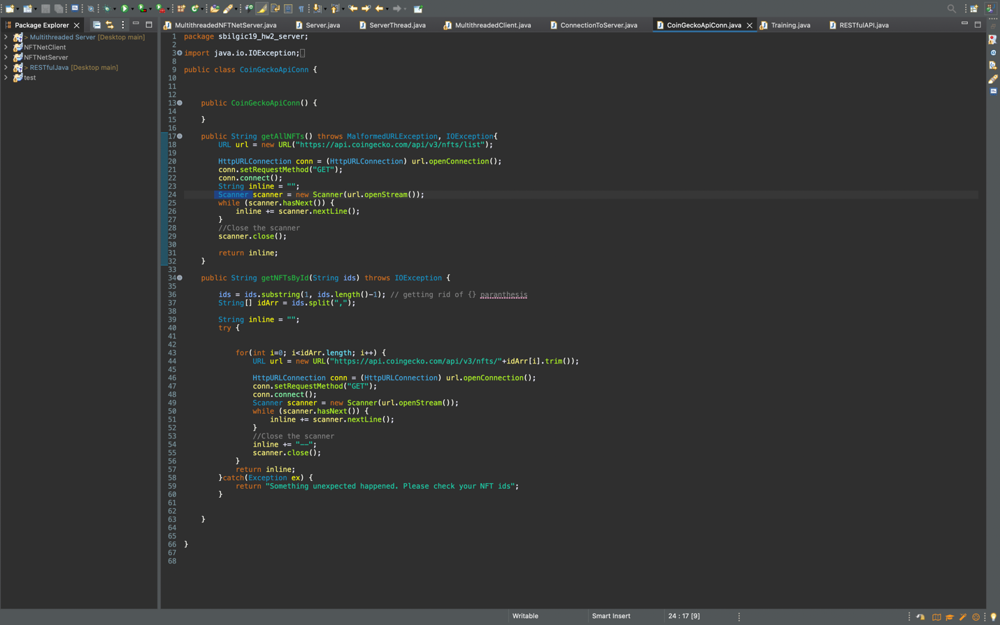 Package Explorer
> Multithreaded Server [Desktop main]
NFTNetClient
NFTNetServer
> RESTfulJava [Desktop main]
test
MultithreadedNFTNetServer.java
Server.java
ServerThread.java
MultithreadedClient.java
ConnectionToServer.java
CoinGeckoApiConn.java
Training.java
RESTfulAPI.java
1 package sbilgic19_hw2_server;
2
3 import java.io.IOException;
8
9 public class CoinGeckoApiConn {
10
11
12
13 public CoinGeckoApiConn() {
14
15 }
16
17 public String getAllNFTs() throws MalformedURLException, IOException{
18 URL url = new URL("https://api.coingecko.com/api/v3/nfts/list");
19
20 HttpURLConnection conn = (HttpURLConnection) url.openConnection();
21 conn.setRequestMethod("GET");
22 conn.connect();
23 String inline = "";
24 Scanner scanner = new Scanner(url.openStream());
25 while (scanner.hasNext()) {
26 inline += scanner.nextLine();
27 }
28 //Close the scanner
29 scanner.close();
30
31 return inline;
32 }
33
34 public String getNFTsById(String ids) throws IOException {
35
36 ids = ids.substring(1, ids.length()-1); // getting rid of {} paranthesis
37 String[] idArr = ids.split(",");
38
39 String inline = "";
40 try {
41
42
43 for(int i=0; i<idArr.length; i++) {
44 URL url = new URL("https://api.coingecko.com/api/v3/nfts/"+idArr[i].trim());
45
46 HttpURLConnection conn = (HttpURLConnection) url.openConnection();
47 conn.setRequestMethod("GET");
48 conn.connect();
49 Scanner scanner = new Scanner(url.openStream());
50 while (scanner.hasNext()) {
51 inline += scanner.nextLine();
52 }
53 //Close the scanner
54 inline += "--";
55 scanner.close();
56 }
57 return inline;
58 }catch(Exception ex) {
59 return "Something unexpected happened. Please check your NFT ids";
60 }
61
62
63 }
64
65
66 }
67
68
Writable
Smart Insert
24 : 17 [9]